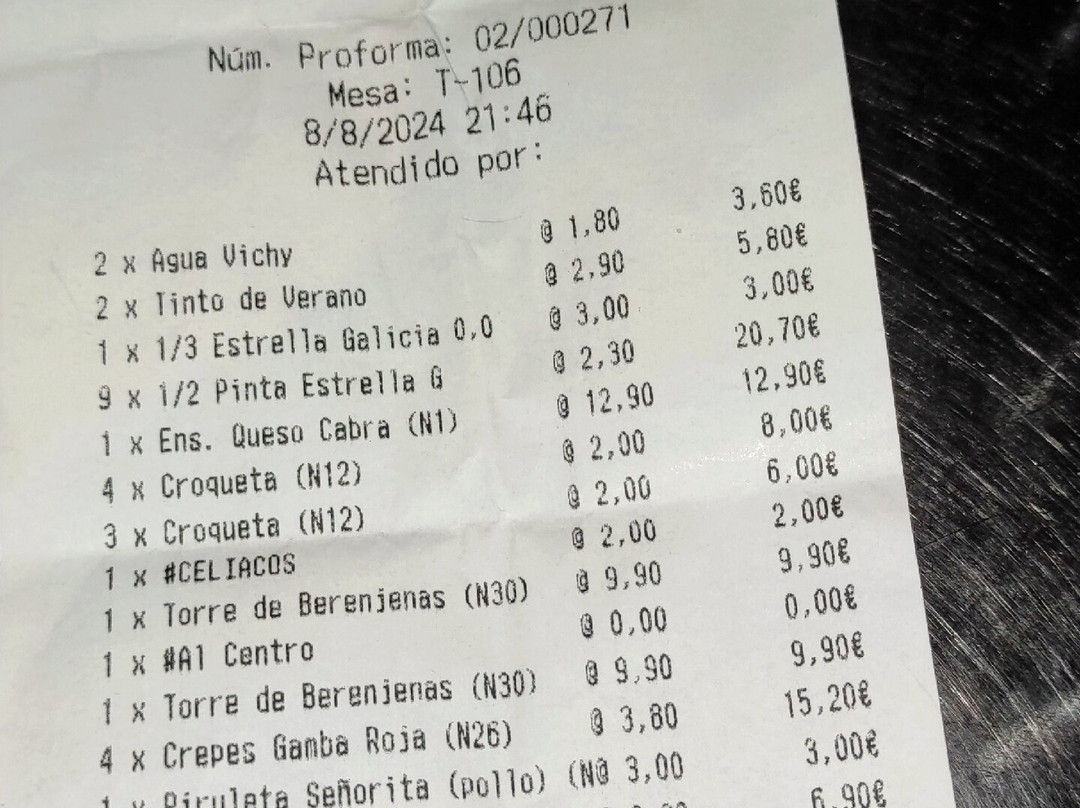 Núm. Proforma: 02/000271
Mesa: T-106
8/8/2024 21:46
Atendido por:
2 x Agua Vichy @ 1,80 3,60€
2 x Tinto de Verano @ 2,90 5,80€
1 x 1/3 Estrella Galicia 0,0 @ 3,00 3,00€
9 x 1/2 Pinta Estrella G @ 2,30 20,70€
1 x Ens. Queso Cabra (N1) @ 12,90 12,90€
4 x Croqueta (N12) @ 2,00 8,00€
3 x Croqueta (N12) @ 2,00 6,00€
1 x #CELIACOS @ 2,00 2,00€
1 x Torre de Berenjenas (N30) @ 9,90 9,90€
1 x #Al Centro @ 0,00 0,00€
1 x Torre de Berenjenas (N30) @ 9,90 9,90€
4 x Crepes Gamba Roja (N26) @ 3,80 15,20€
1 x Piruleta Señorita (pollo) (N@ 3,00 3,00€
6,90€